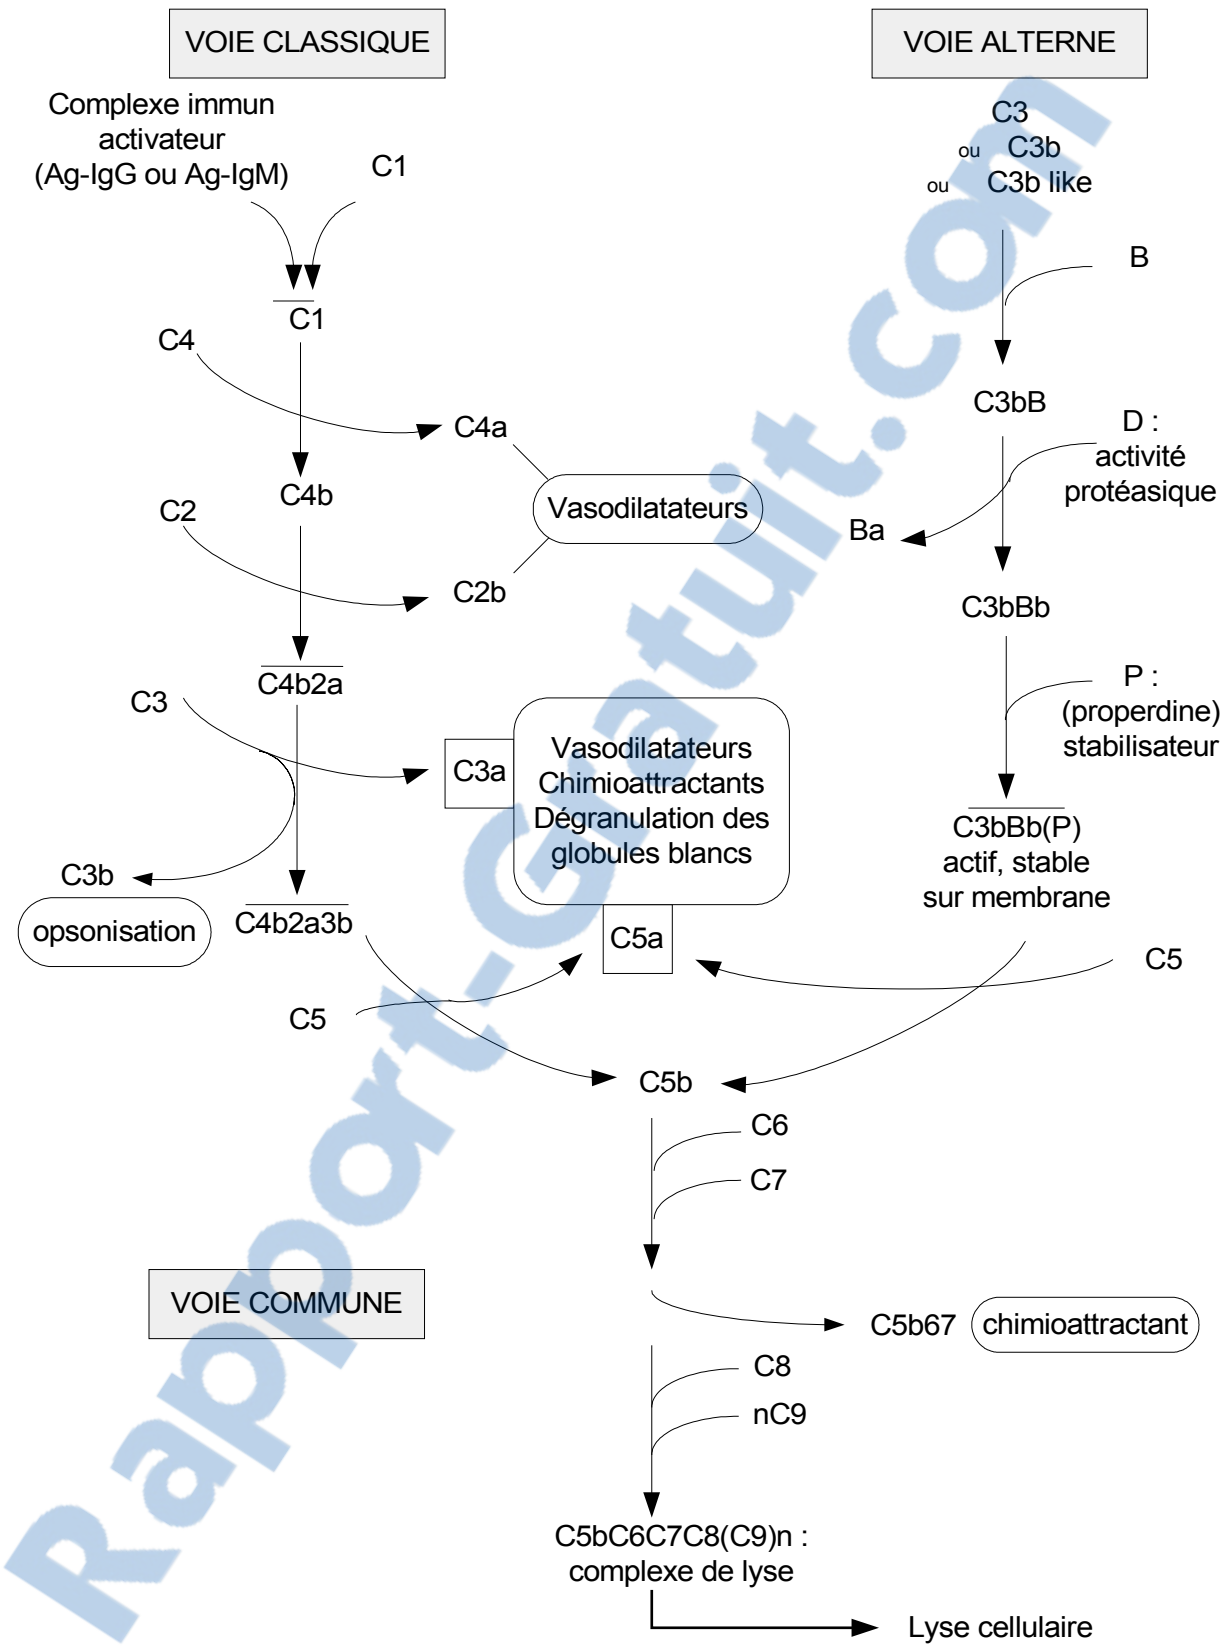 VOIE CLASSIQUE
VOIE ALTERNE
Complexe immun
activateur
(Ag-IgG ou Ag-IgM)
C1
C3
ou C3b
ou C3b like
B
C1
C4
C4a
C3bB
D :
activité
protéasique
C4b
Vasodilatateurs
C2
Ba
C2b
C3bBb
C4b2a
C3
P :
(properdine)
stabilisateur
C3a
Vasodilatateurs
Chimioattractants
Dégranulation des
globules blancs
C3bBb(P)
actif, stable
sur membrane
C3b
opsonisation
C4b2a3b
C5a
C5
C5
C5b
C6
C7
VOIE COMMUNE
C5b67
chimioattractant
C8
nC9
C5bC6C7C8(C9)n :
complexe de lyse
Lyse cellulaire
Rapport-Gratuit.com